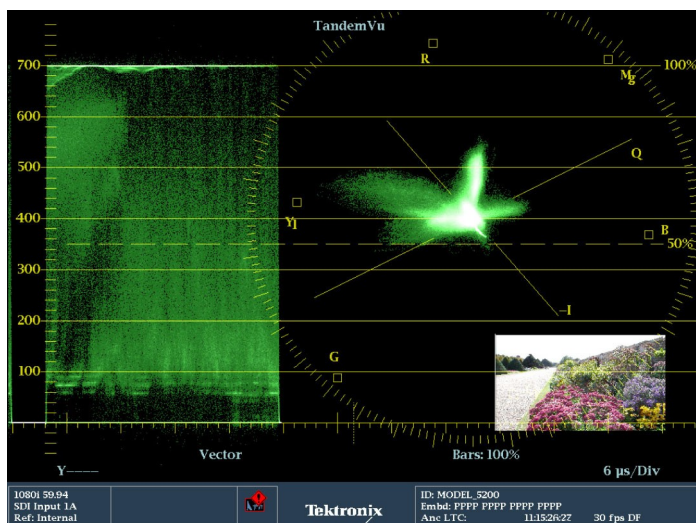 TandemVu
700
600
500
400
300
200
100
0
R
Mg
100%
Q
Yl
B
50%
-I
G
Vector
Bars: 100%
Y----
6 µs/Div
1080i 59.94
SDI Input 1A
Ref: Internal
Tektronix
ID: MODEL_5200
Embd: PPPP PPPP PPPP PPPP
Anc LTC: 11:15:26:27 30 fps DF